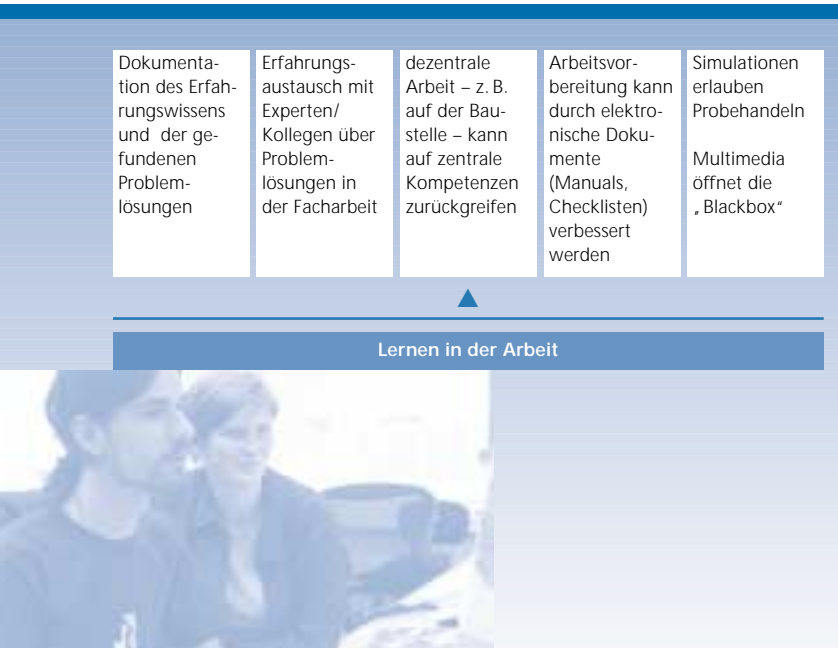 Dokumenta-
tion des Erfah-
rungswissens
und der ge-
fundenen
Problem-
lösungen
Erfahrungs-
austausch mit
Experten/
Kollegen über
Problem-
lösungen in
der Facharbeit
dezentrale
Arbeit – z. B.
auf der Bau-
stelle – kann
auf zentrale
Kompetenzen
zurückgreifen
Arbeitsvor-
bereitung kann
durch elektro-
nische Doku-
mente
(Manuals,
Checklisten)
verbessert
werden
Simulationen
erlauben
Probehandeln
Multimedia
öffnet die
„Blackbox“
Lernen in der Arbeit